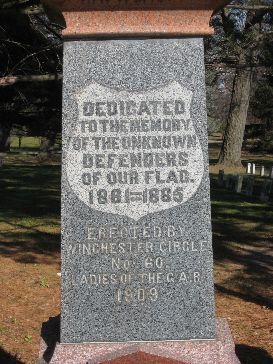 DEDICATED
TO THE MEMORY
OF THE UNKNOWN
DEFENDERS
OF OUR FLAG.
1861=1865
ERECTED BY
WINCHESTER CIRCLE
No. 60
LADIES OF THE G.A.R.
1909